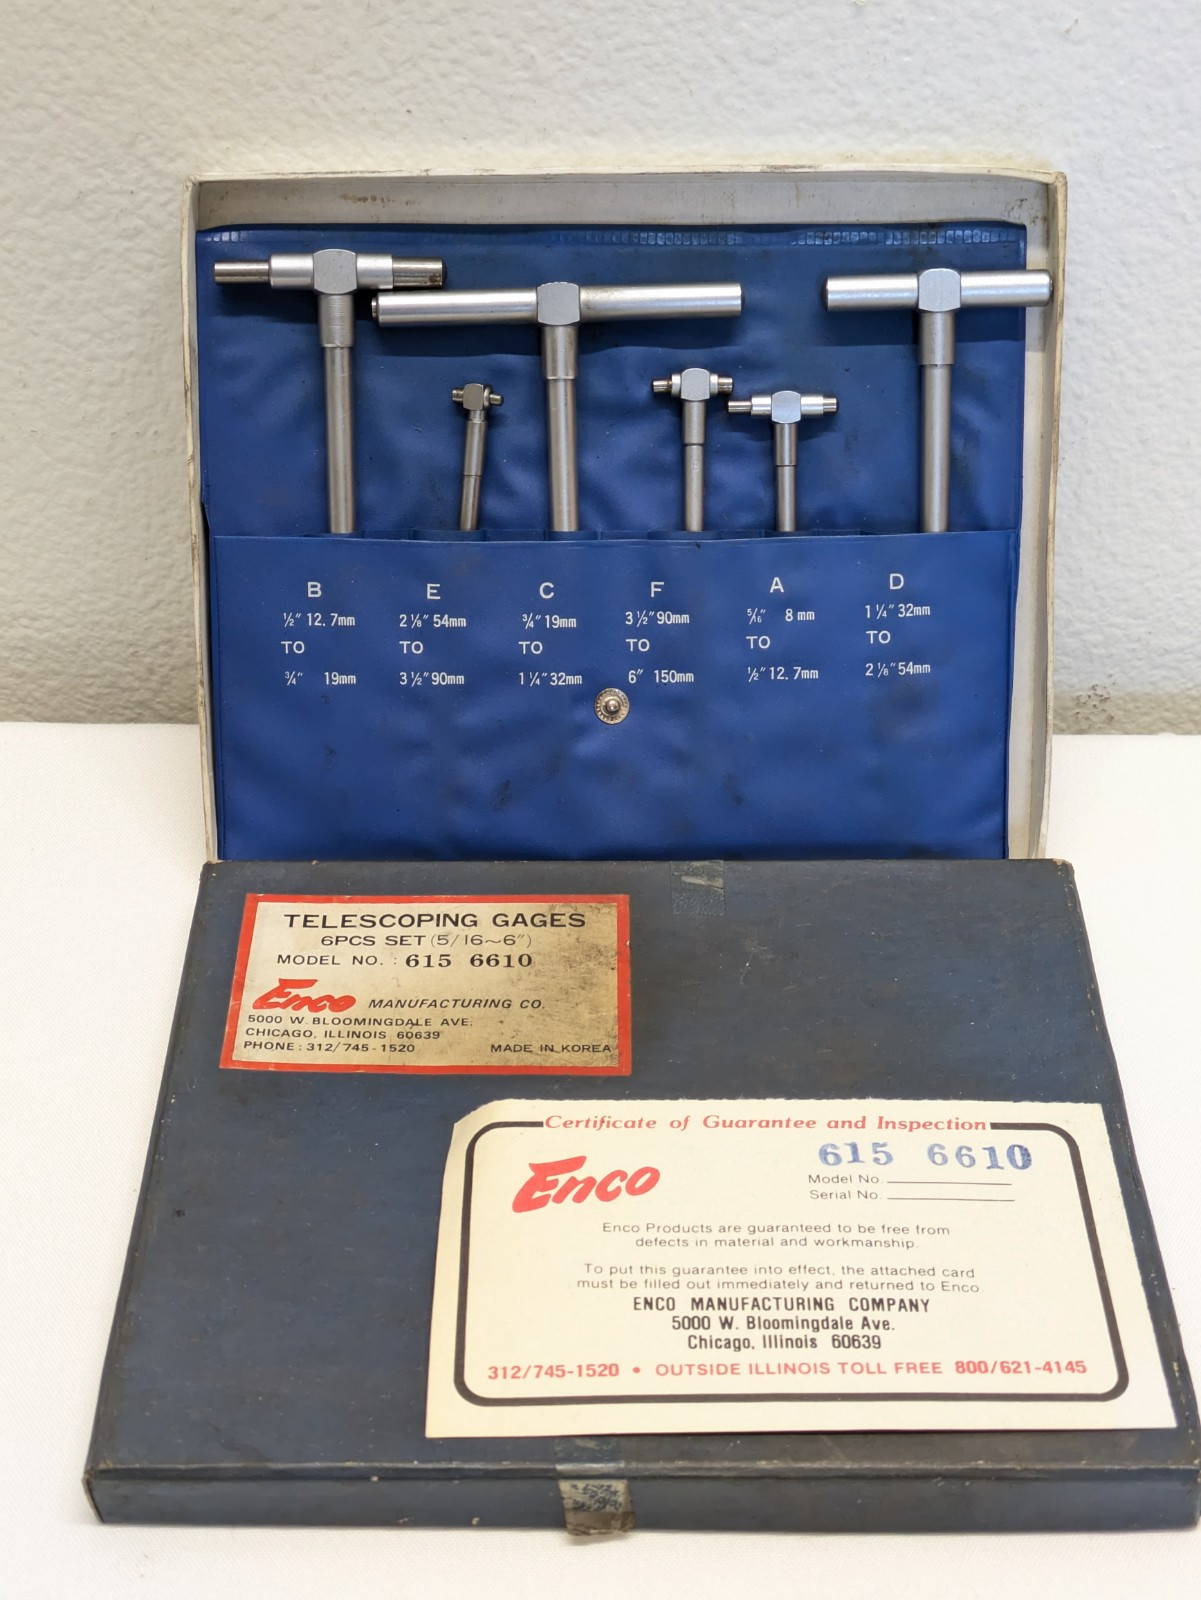 B E C F A D
½" 12.7mm 2⅛" 54mm ¾" 19mm 3½" 90mm 5/16" 8mm 1¼" 32mm
TO TO TO TO TO TO
¾" 19mm 3½" 90mm 1¼" 32mm 6" 150mm ½" 12.7mm 2⅛" 54mm
TELESCOPING GAGES
6PCS SET (5/16~6")
MODEL NO. : 615 6610
Enco MANUFACTURING CO.
5000 W. BLOOMINGDALE AVE.
CHICAGO, ILLINOIS 60639
PHONE : 312/745-1520 MADE IN KOREA
Certificate of Guarantee and Inspection
Enco
615 6610
Model No.
Serial No.
Enco Products are guaranteed to be free from
defects in material and workmanship.
To put this guarantee into effect, the attached card
must be filled out immediately and returned to Enco.
ENCO MANUFACTURING COMPANY
5000 W. Bloomingdale Ave.
Chicago, Illinois 60639
312/745-1520 • OUTSIDE ILLINOIS TOLL FREE 800/621-4145